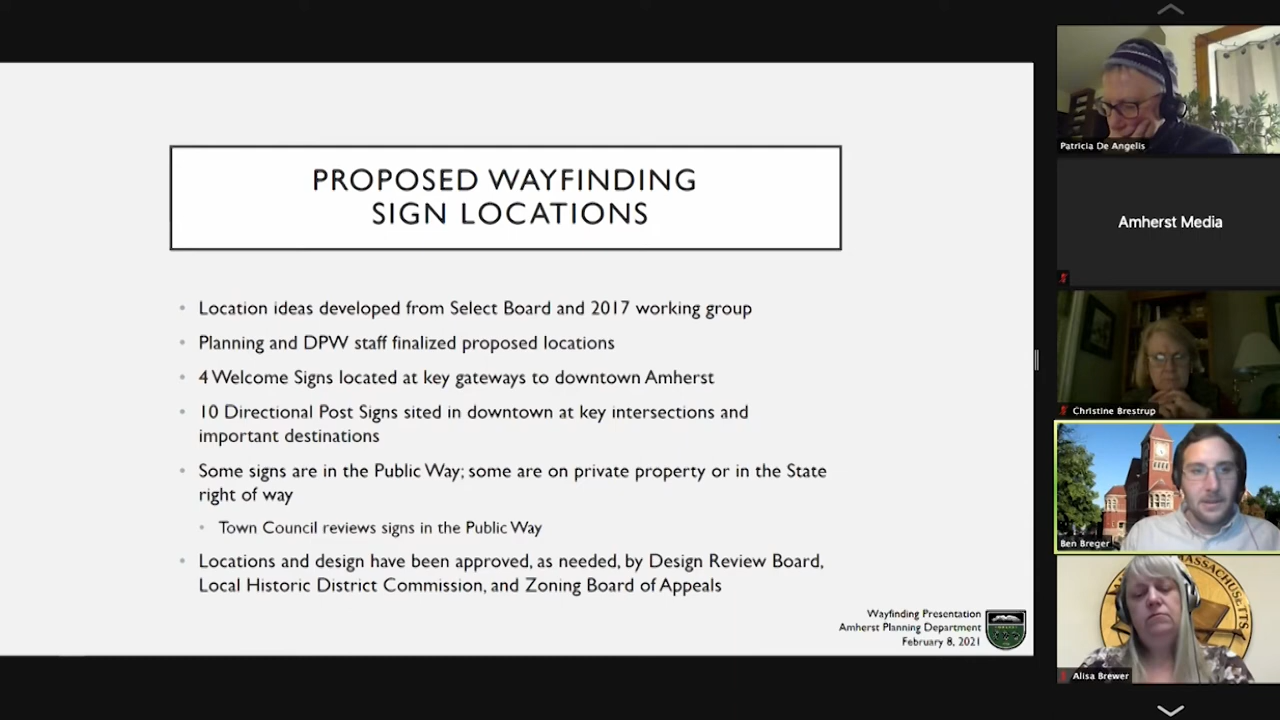 PROPOSED WAYFINDING
SIGN LOCATIONS
• Location ideas developed from Select Board and 2017 working group
• Planning and DPW staff finalized proposed locations
• 4 Welcome Signs located at key gateways to downtown Amherst
• 10 Directional Post Signs sited in downtown at key intersections and
important destinations
• Some signs are in the Public Way; some are on private property or in the State
right of way
• Town Council reviews signs in the Public Way
• Locations and design have been approved, as needed, by Design Review Board,
Local Historic District Commission, and Zoning Board of Appeals
Wayfinding Presentation
Amherst Planning Department
February 8, 2021
Patricia De Angelis
Amherst Media
Christine Brestrup
Ben Breger
MASSACHUSETTS
Alisa Brewer